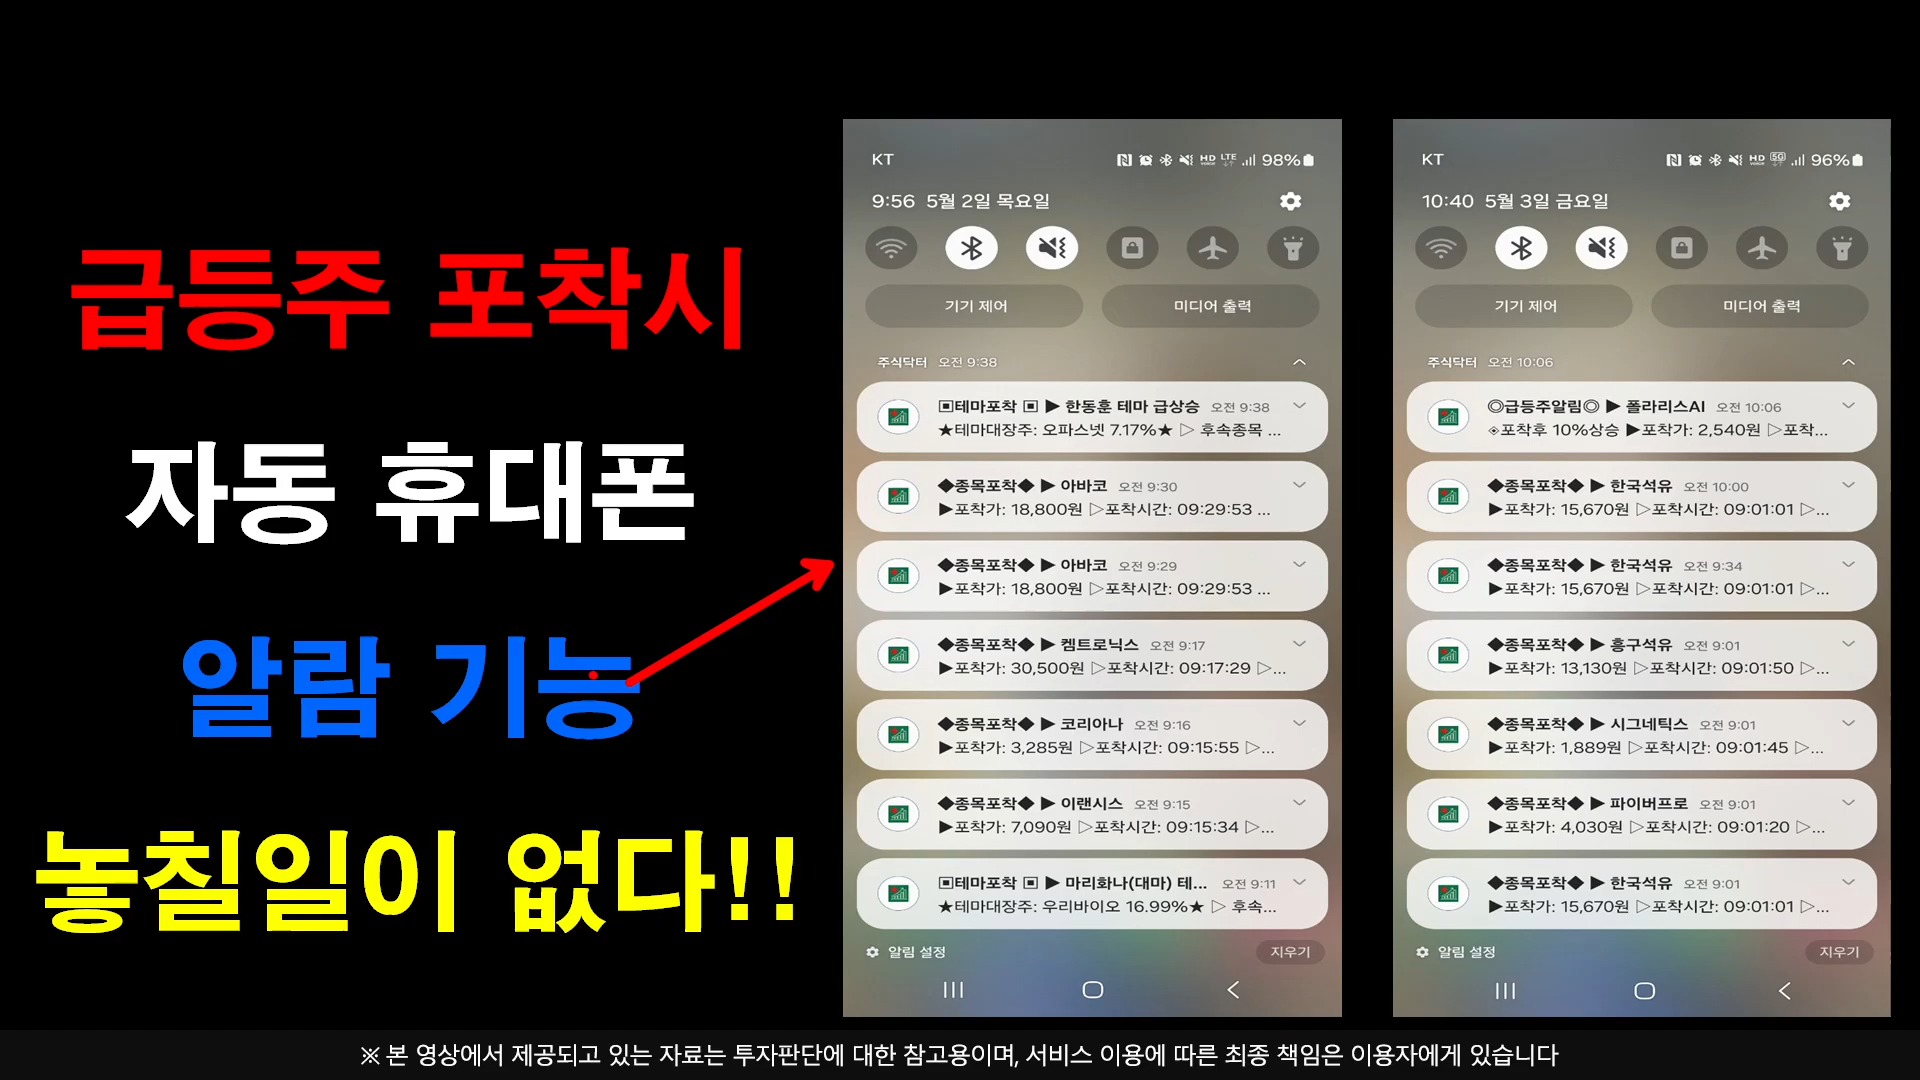 급등주 포착시
자동 휴대폰
알람 기능
놓칠일이 없다!!
KT
HD VOICE LTE 98%
9:56 5월 2일 목요일
기기 제어
미디어 출력
주식닥터 오전 9:38
▣테마포착 ▣ ▶ 한동훈 테마 급상승 오전 9:38
★테마대장주: 오파스넷 7.17%★ ▷ 후속종목 ...
◆종목포착◆ ▶ 아바코 오전 9:30
▶포착가: 18,800원 ▷포착시간: 09:29:53 ...
◆종목포착◆ ▶ 아바코 오전 9:29
▶포착가: 18,800원 ▷포착시간: 09:29:53 ...
◆종목포착◆ ▶ 켐트로닉스 오전 9:17
▶포착가: 30,500원 ▷포착시간: 09:17:29 ▷...
◆종목포착◆ ▶ 코리아나 오전 9:16
▶포착가: 3,285원 ▷포착시간: 09:15:55 ▷...
◆종목포착◆ ▶ 이랜시스 오전 9:15
▶포착가: 7,090원 ▷포착시간: 09:15:34 ▷...
▣테마포착 ▣ ▶ 마리화나(대마) 테... 오전 9:11
★테마대장주: 우리바이오 16.99%★ ▷ 후속...
알림 설정
지우기
KT
HD VOICE 5G 96%
10:40 5월 3일 금요일
기기 제어
미디어 출력
주식닥터 오전 10:06
◎급등주알림◎ ▶ 폴라리스AI 오전 10:06
◈포착후 10%상승 ▶포착가: 2,540원 ▷포착...
◆종목포착◆ ▶ 한국석유 오전 10:00
▶포착가: 15,670원 ▷포착시간: 09:01:01 ▷...
◆종목포착◆ ▶ 한국석유 오전 9:34
▶포착가: 15,670원 ▷포착시간: 09:01:01 ▷...
◆종목포착◆ ▶ 흥구석유 오전 9:01
▶포착가: 13,130원 ▷포착시간: 09:01:50 ▷...
◆종목포착◆ ▶ 시그네틱스 오전 9:01
▶포착가: 1,889원 ▷포착시간: 09:01:45 ▷...
◆종목포착◆ ▶ 파이버프로 오전 9:01
▶포착가: 4,030원 ▷포착시간: 09:01:20 ▷...
◆종목포착◆ ▶ 한국석유 오전 9:01
▶포착가: 15,670원 ▷포착시간: 09:01:01 ▷...
알림 설정
지우기
※ 본 영상에서 제공되고 있는 자료는 투자판단에 대한 참고용이며, 서비스 이용에 따른 최종 책임은 이용자에게 있습니다